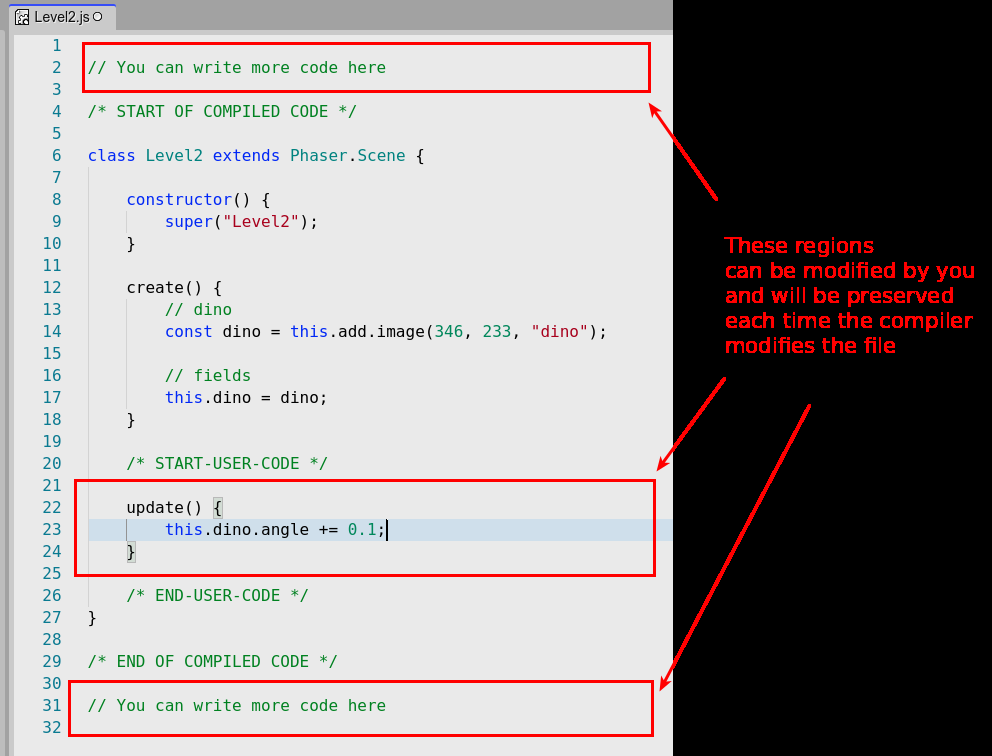 Level2.js
1
2 // You can write more code here
3
4 /* START OF COMPILED CODE */
5
6 class Level2 extends Phaser.Scene {
7
8 constructor() {
9 super("Level2");
10 }
11
12 create() {
13 // dino
14 const dino = this.add.image(346, 233, "dino");
15
16 // fields
17 this.dino = dino;
18 }
19
20 /* START-USER-CODE */
21
22 update() {
23 this.dino.angle += 0.1;
24 }
25
26 /* END-USER-CODE */
27 }
28
29 /* END OF COMPILED CODE */
30
31 // You can write more code here
32
These regions
can be modified by you
and will be preserved
each time the compiler
modifies the file